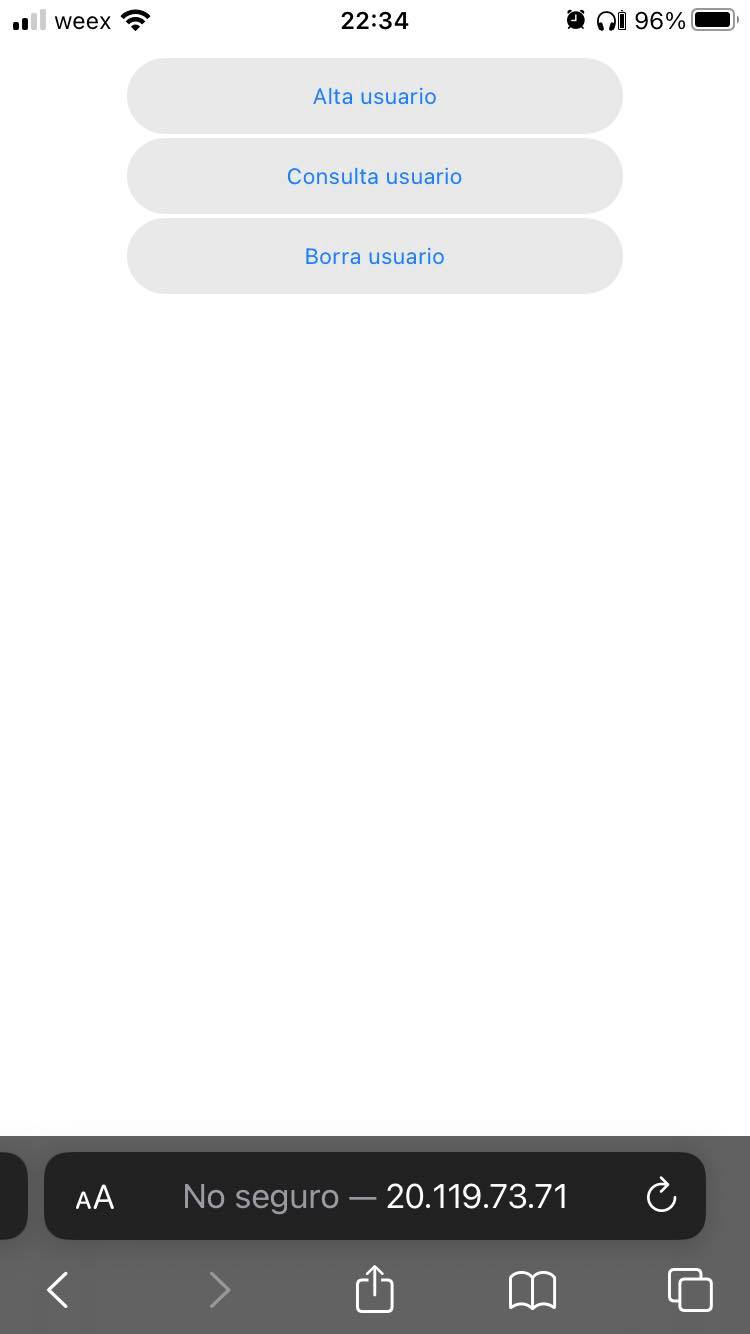 weex 22:34 96%
Alta usuario
Consulta usuario
Borra usuario
AA No seguro — 20.119.73.71